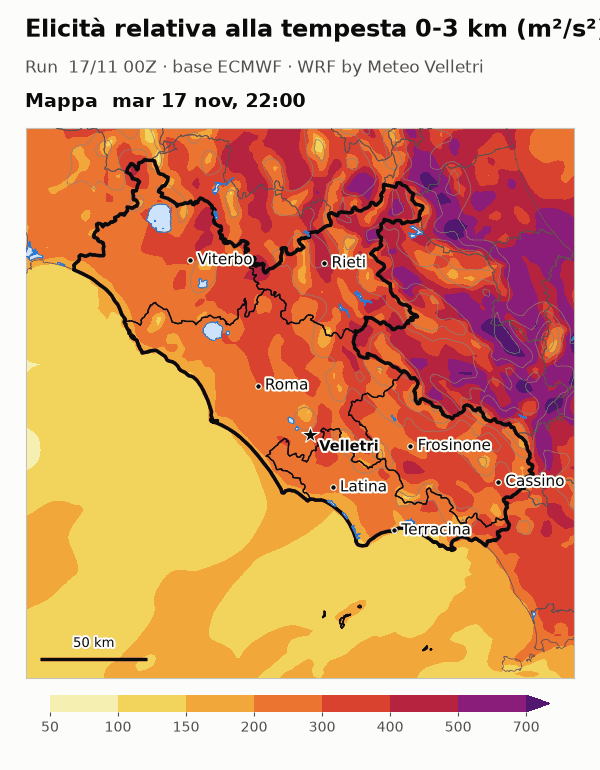 Elicità relativa alla tempesta 0-3 km (m²/s²)
Run 17/11 00Z · base ECMWF · WRF by Meteo Velletri
Mappa mar 17 nov, 22:00
Viterbo
Rieti
Roma
Velletri
Frosinone
Cassino
Latina
Terracina
50 km
50 100 150 200 300 400 500 700